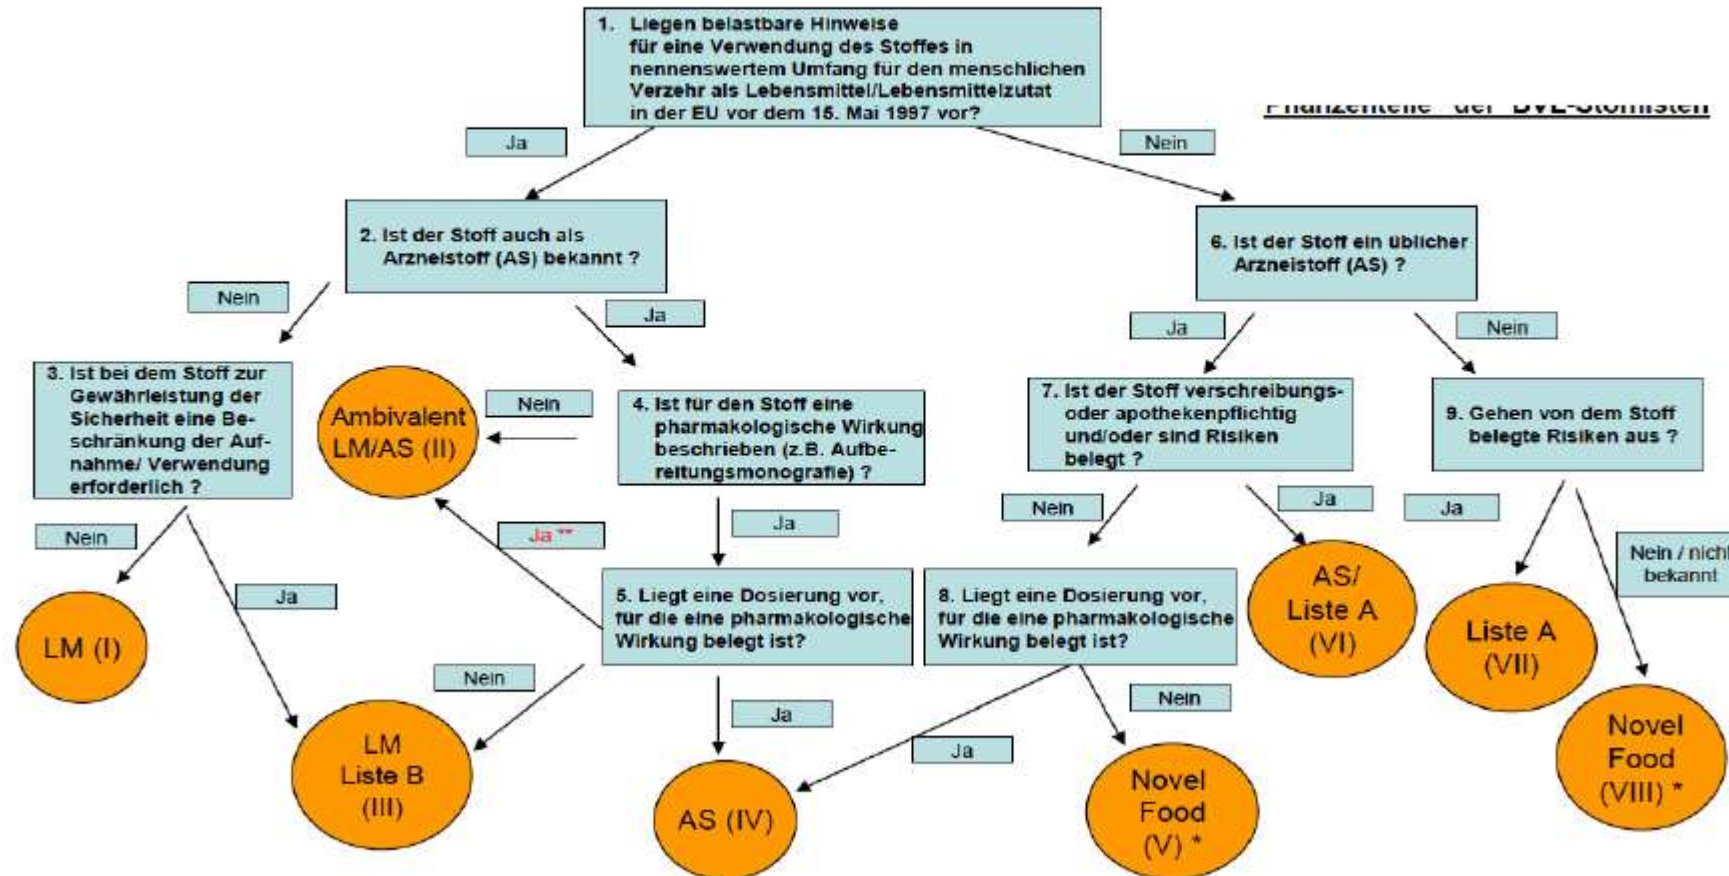 1. Liegen belastbare Hinweise
für eine Verwendung des Stoffes in
nennenswertem Umfang für den menschlichen
Verzehr als Lebensmittel/Lebensmittelzutat
in der EU vor dem 15. Mai 1997 vor?
Pflanzenteile der BVL-Stofflisten
Ja
Nein
2. Ist der Stoff auch als
Arzneistoff (AS) bekannt ?
6. Ist der Stoff ein üblicher
Arzneistoff (AS) ?
Nein
Ja
Ja
Nein
3. Ist bei dem Stoff zur
Gewährleistung der
Sicherheit eine Be-
schränkung der Auf-
nahme/ Verwendung
erforderlich ?
Ambivalent
LM/AS (II)
Nein
4. Ist für den Stoff eine
pharmakologische Wirkung
beschrieben (z.B. Aufbe-
reitungsmonografie) ?
7. Ist der Stoff verschreibungs-
oder apothekenpflichtig
und/oder sind Risiken
belegt ?
9. Gehen von dem Stoff
belegte Risiken aus ?
Nein
Ja
Ja **
Ja
Nein
Ja
Ja
Nein / nicht
bekannt
LM (I)
5. Liegt eine Dosierung vor,
für die eine pharmakologische
Wirkung belegt ist?
8. Liegt eine Dosierung vor,
für die eine pharmakologische
Wirkung belegt ist?
AS/
Liste A
(VI)
Liste A
(VII)
Nein
Ja
Ja
Nein
LM
Liste B
(III)
AS (IV)
Novel
Food
(V) *
Novel
Food
(VIII) *